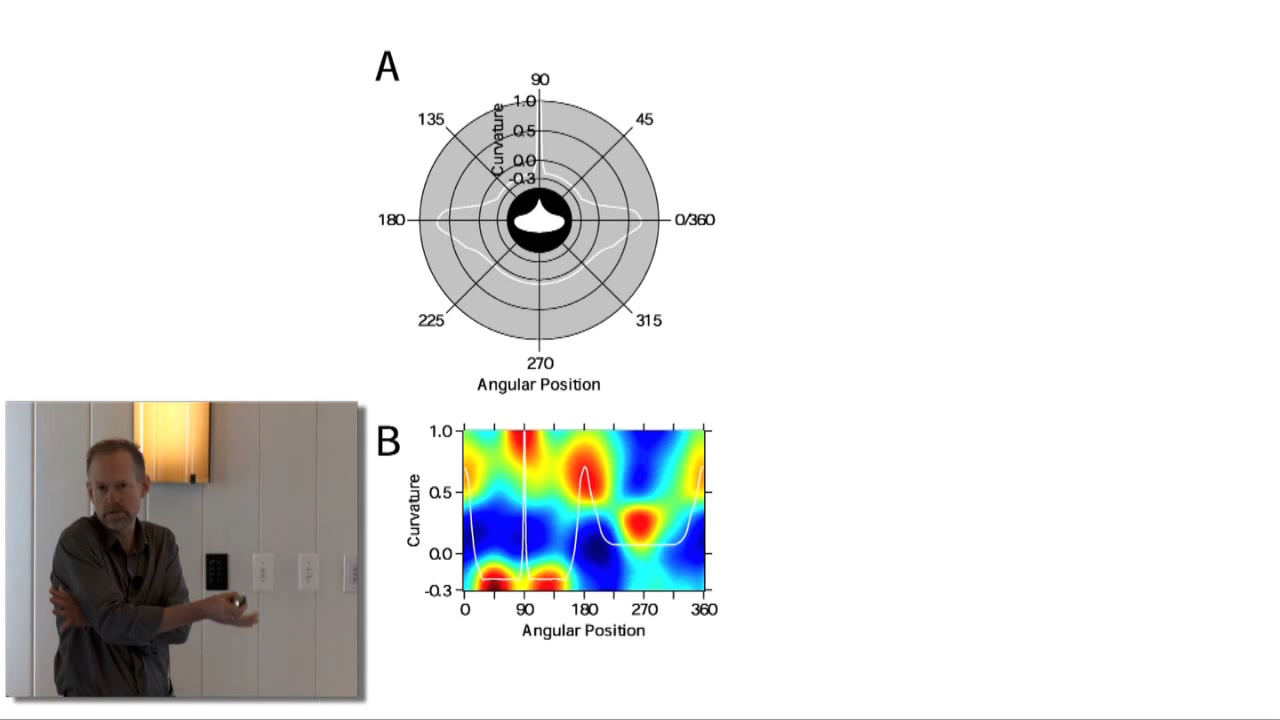 A
90
1.0
135
45
Curvature
0.5
0.0
-0.3
180
0/360
225
315
270
Angular Position
B
1.0
0.5
Curvature
0.0
-0.3
0 90 180 270 360
Angular Position